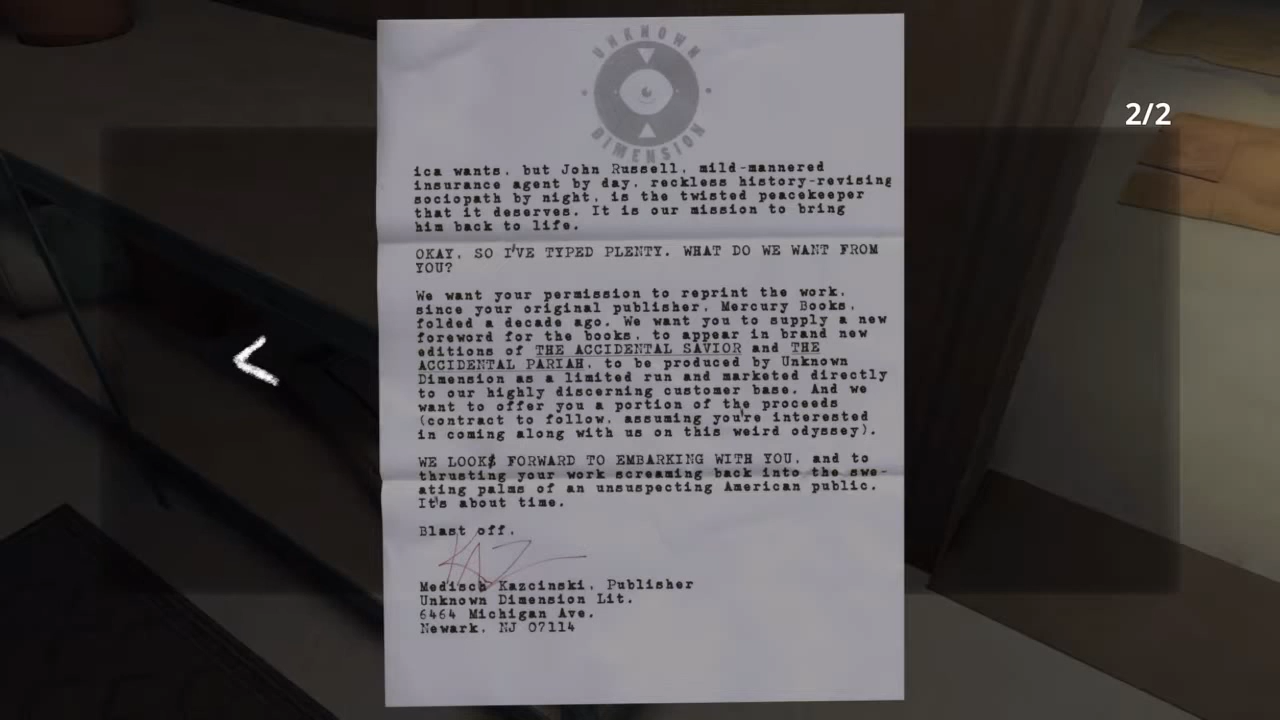 UNKNOWN
DIMENSION
2/2
ica wants, but John Russell, mild-mannered
insurance agent by day, reckless history-revising
sociopath by night, is the twisted peacekeeper
that it deserves. It is our mission to bring
him back to life.
OKAY, SO I'VE TYPED PLENTY. WHAT DO WE WANT FROM
YOU?
We want your permission to reprint the work,
since your original publisher, Mercury Books,
folded a decade ago. We want you to supply a new
foreword for the books, to appear in brand new
editions of THE ACCIDENTAL SAVIOR and THE
ACCIDENTAL PARIAH, to be produced by Unknown
Dimension as a limited run and marketed directly
to our highly discerning customer base. And we
want to offer you a portion of the proceeds
(contract to follow, assuming you're interested
in coming along with us on this weird odyssey).
WE LOOK$ FORWARD TO EMBARKING WITH YOU, and to
thrusting your work screaming back into the swe-
ating palms of an unsuspecting American public.
It's about time.
Blast off,
KAZ
Medisch Kazcinski, Publisher
Unknown Dimension Lit.
6464 Michigan Ave.
Newark, NJ 07114